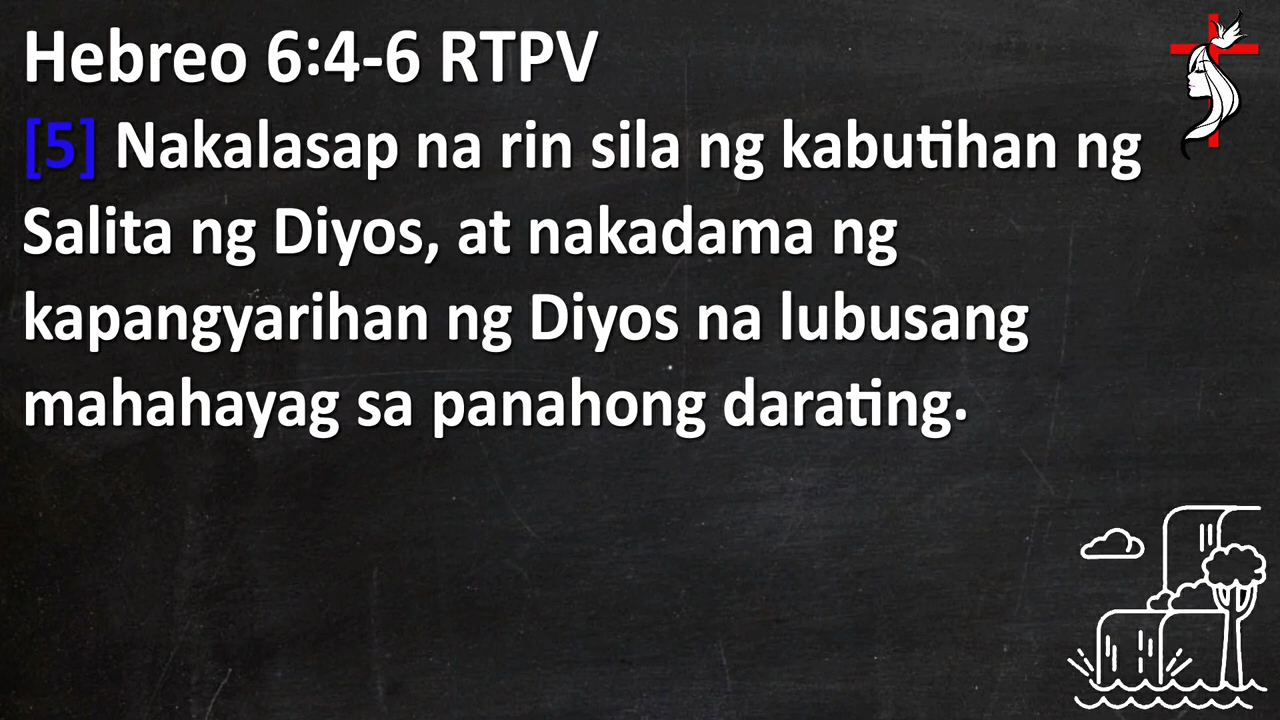 Hebreo 6:4-6 RTPV
[5] Nakalasap na rin sila ng kabutihan ng
Salita ng Diyos, at nakadama ng
kapangyarihan ng Diyos na lubusang
mahahayag sa panahong darating.